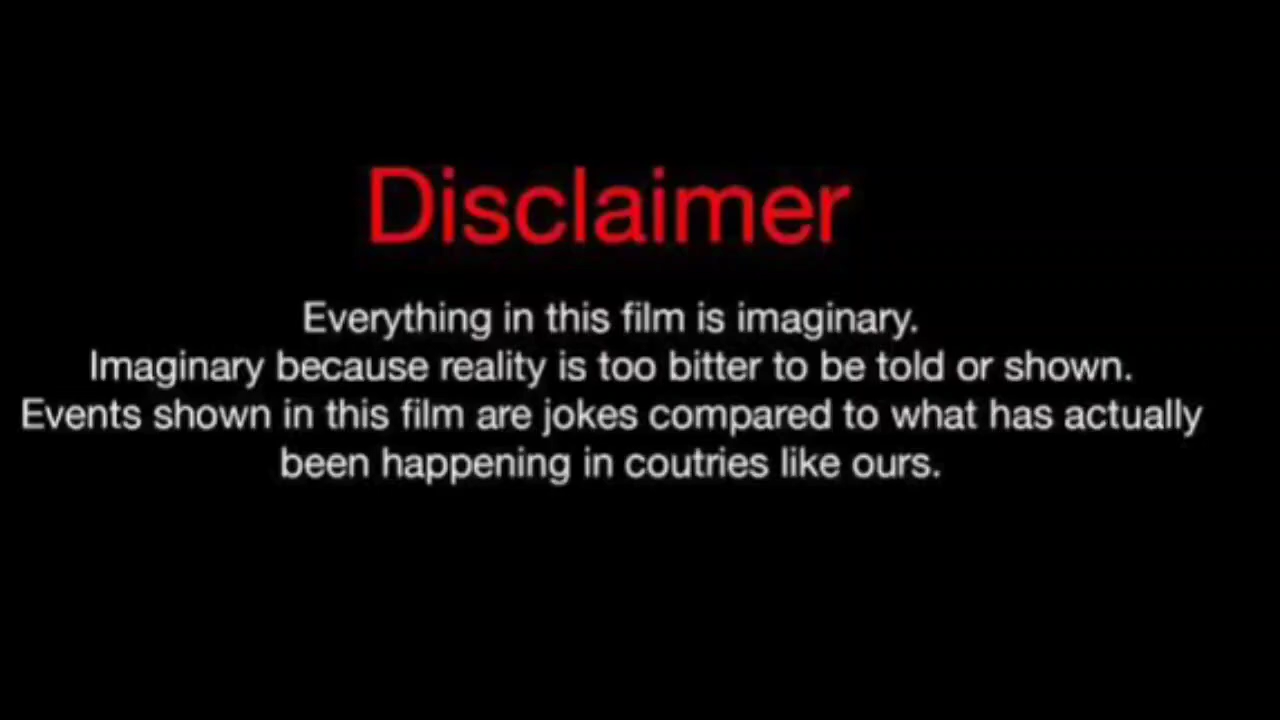 Disclaimer
Everything in this film is imaginary.
Imaginary because reality is too bitter to be told or shown.
Events shown in this film are jokes compared to what has actually
been happening in coutries like ours.